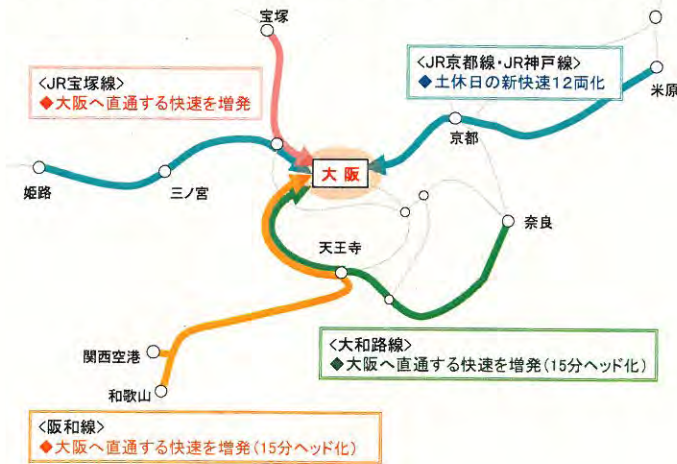 宝塚
<JR宝塚線>
◆大阪へ直通する快速を増発
<JR京都線・JR神戸線>
◆土休日の新快速12両化
米原
京都
大阪
姫路
三ノ宮
奈良
天王寺
<大和路線>
◆大阪へ直通する快速を増発(15分ヘッド化)
関西空港
和歌山
<阪和線>
◆大阪へ直通する快速を増発(15分ヘッド化)